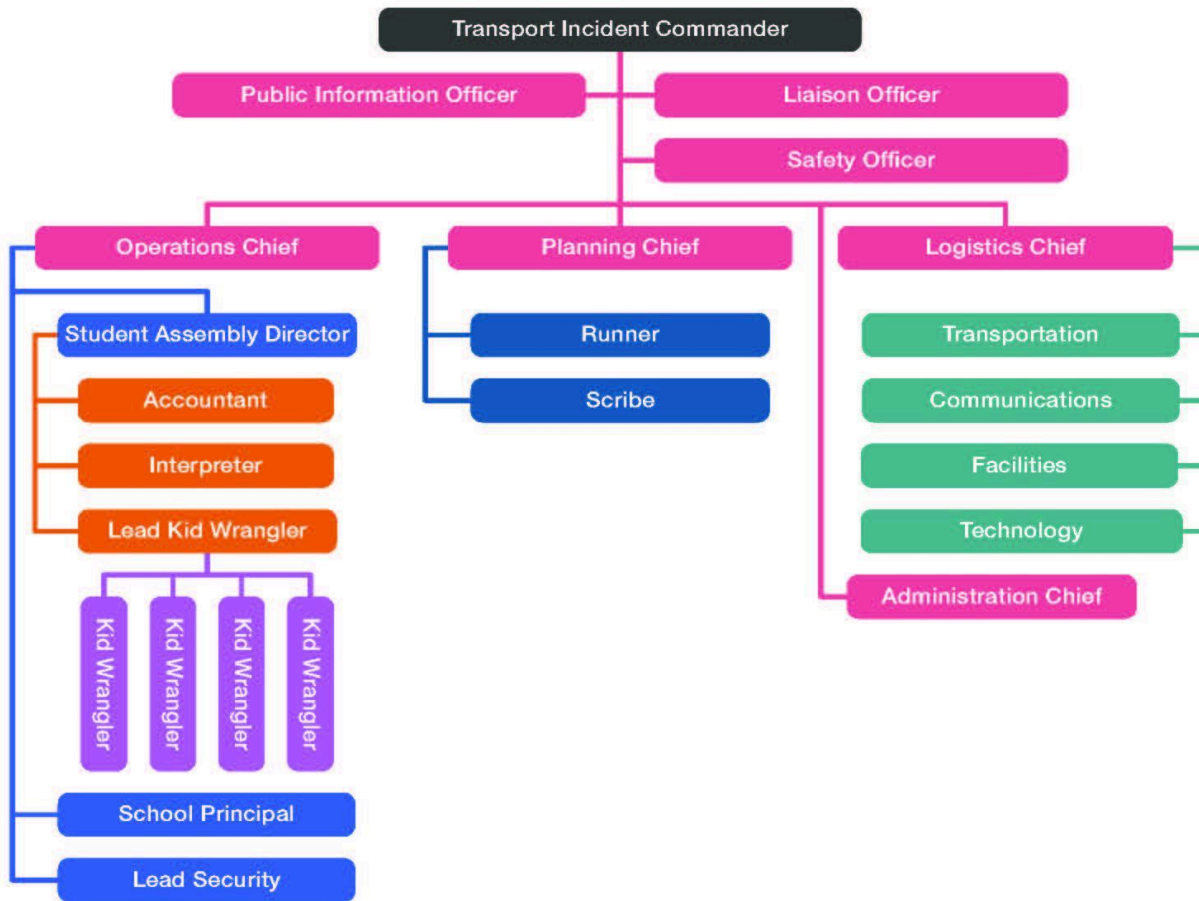 Transport Incident Commander
Public Information Officer
Liaison Officer
Safety Officer
Operations Chief
Planning Chief
Logistics Chief
Student Assembly Director
Runner
Transportation
Accountant
Scribe
Communications
Interpreter
Facilities
Lead Kid Wrangler
Technology
Administration Chief
Kid Wrangler
Kid Wrangler
Kid Wrangler
Kid Wrangler
School Principal
Lead Security